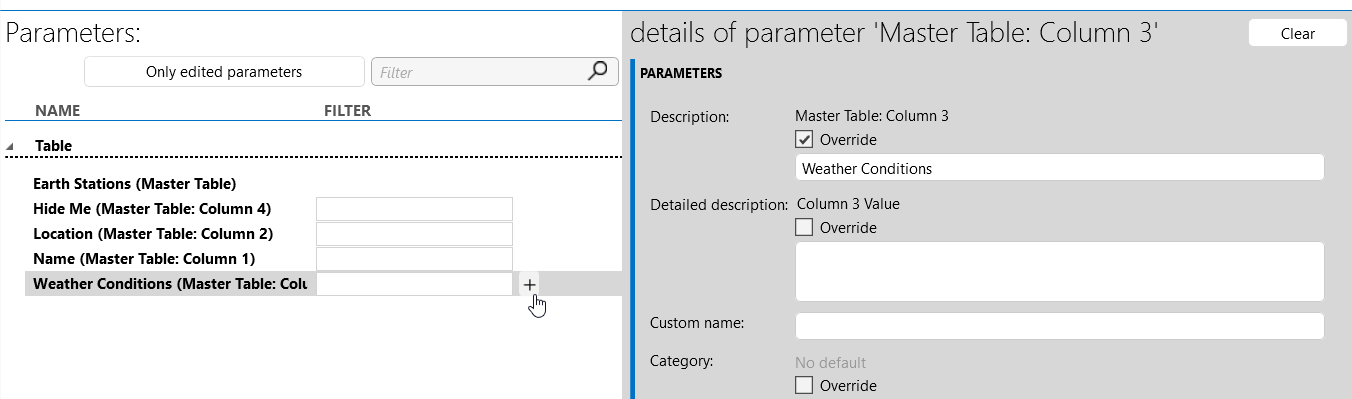 Parameters:
Only edited parameters
Filter
NAME FILTER
Table
Earth Stations (Master Table)
Hide Me (Master Table: Column 4)
Location (Master Table: Column 2)
Name (Master Table: Column 1)
Weather Conditions (Master Table: Colu
details of parameter 'Master Table: Column 3'
Clear
PARAMETERS
Description: Master Table: Column 3
Override
Weather Conditions
Detailed description: Column 3 Value
Override
Custom name:
Category: No default
Override